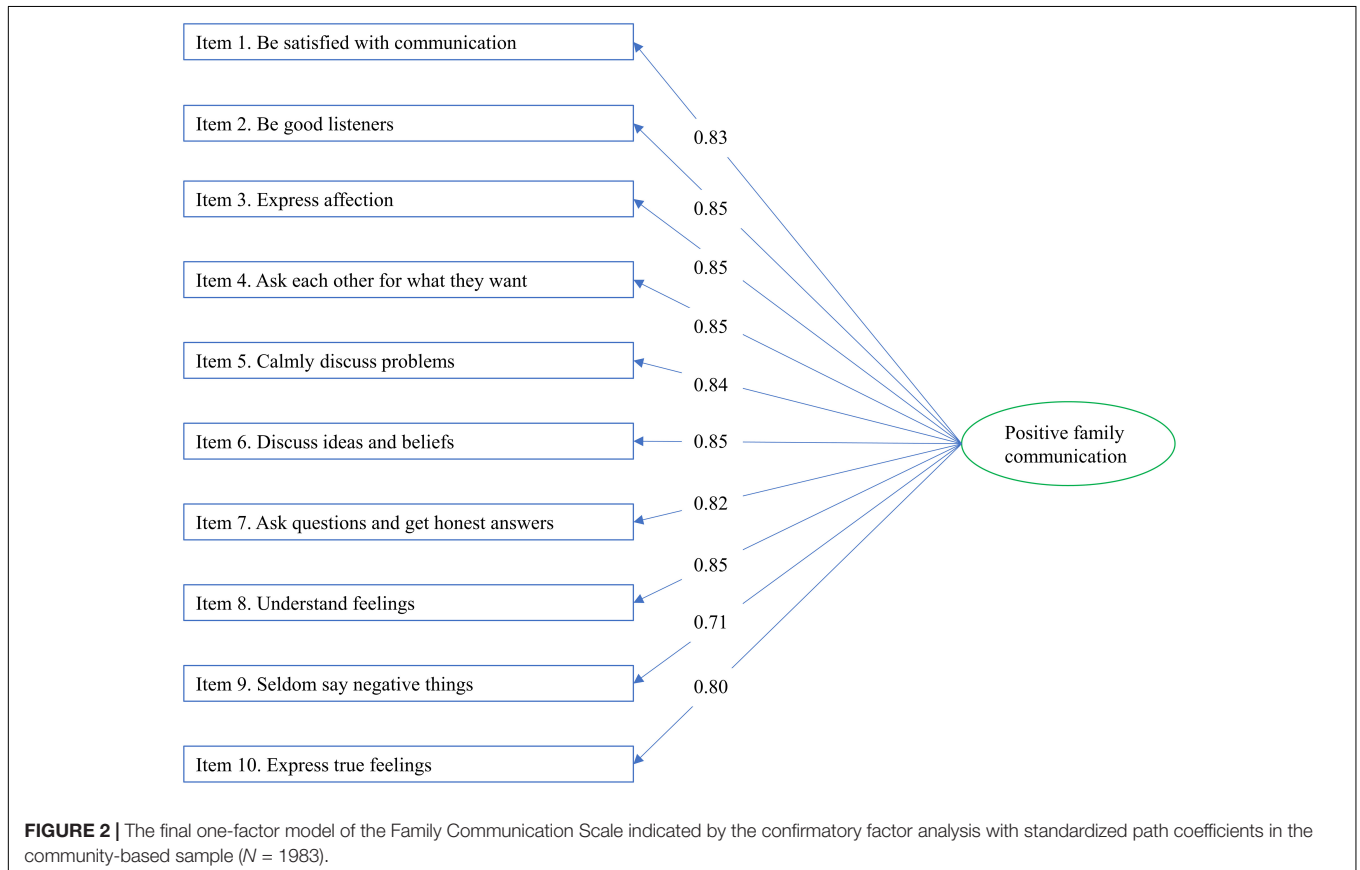 Item 1. Be satisfied with communication
0.83
Item 2. Be good listeners
0.85
Item 3. Express affection
0.85
Item 4. Ask each other for what they want
0.85
Item 5. Calmly discuss problems
0.84
Item 6. Discuss ideas and beliefs
0.85
Item 7. Ask questions and get honest answers
0.82
Item 8. Understand feelings
0.85
Item 9. Seldom say negative things
0.71
Item 10. Express true feelings
0.80
Positive family
communication
FIGURE 2 | The final one-factor model of the Family Communication Scale indicated by the confirmatory factor analysis with standardized path coefficients in the
community-based sample (N = 1983).